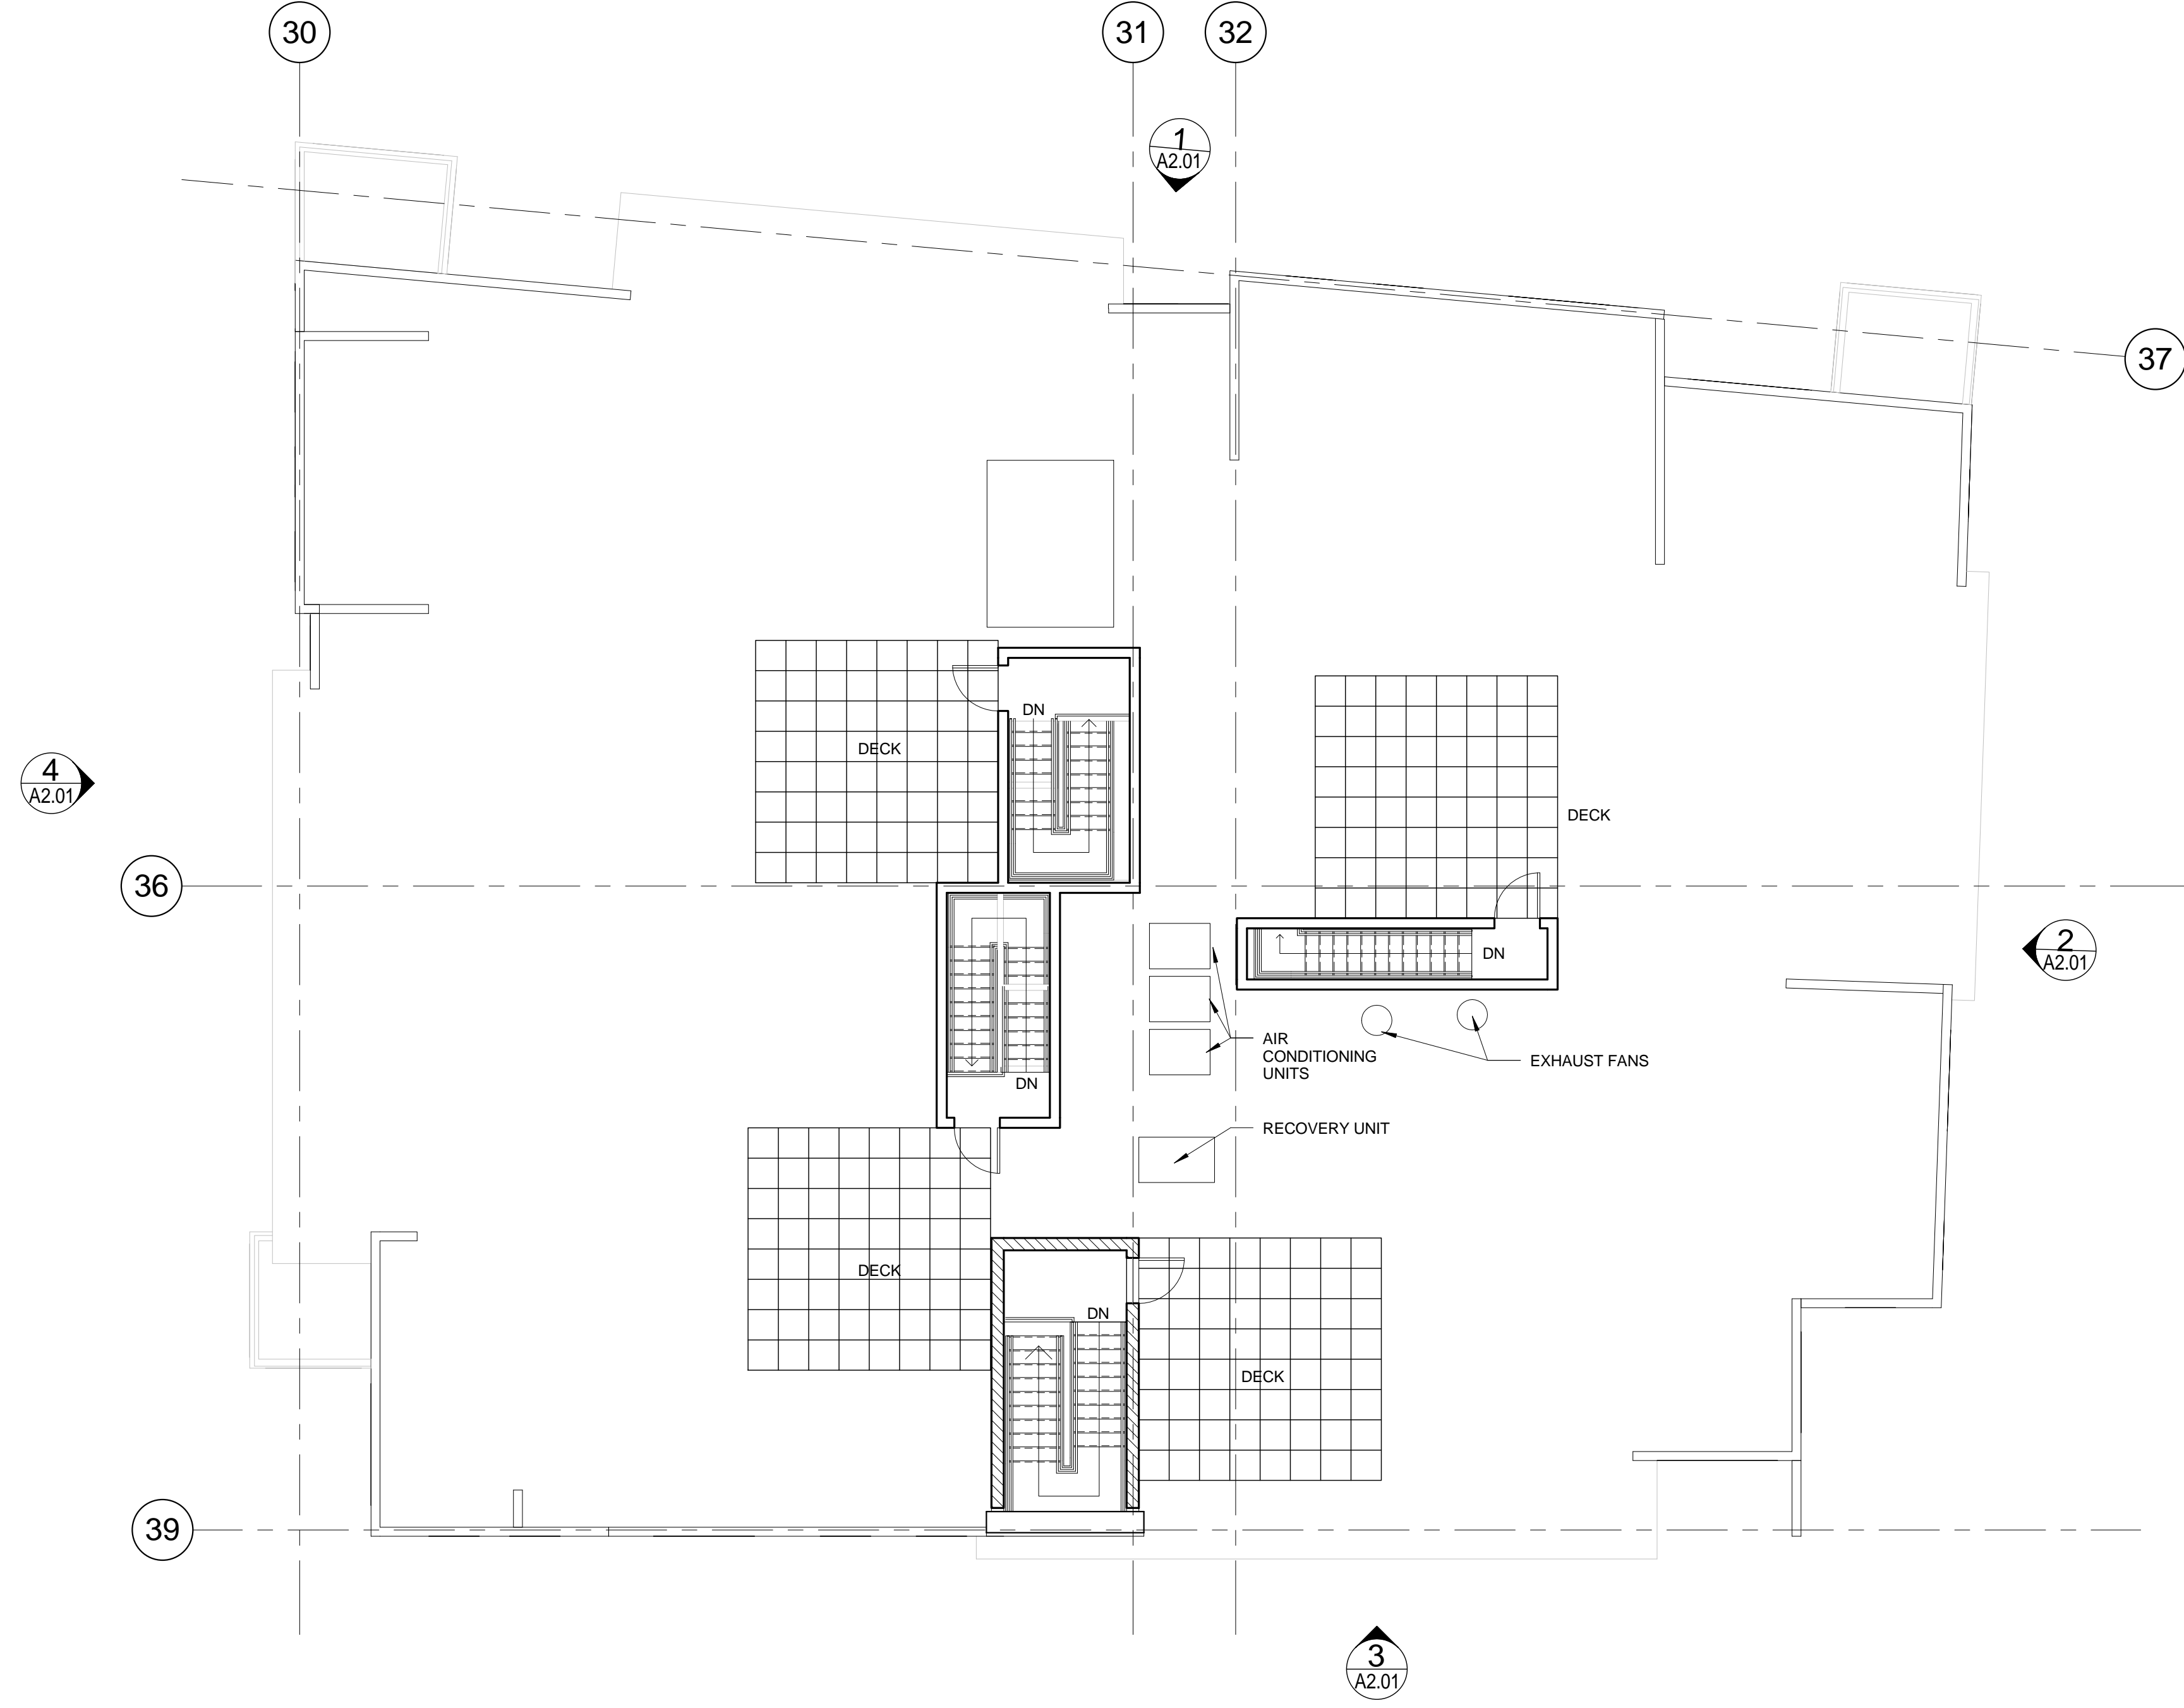 30
31
32
1
A2.01
37
DN
DECK
4
A2.01
DECK
36
2
A2.01
DN
AIR
CONDITIONING
UNITS
EXHAUST FANS
DN
RECOVERY UNIT
DECK
DN
DECK
39
3
A2.01